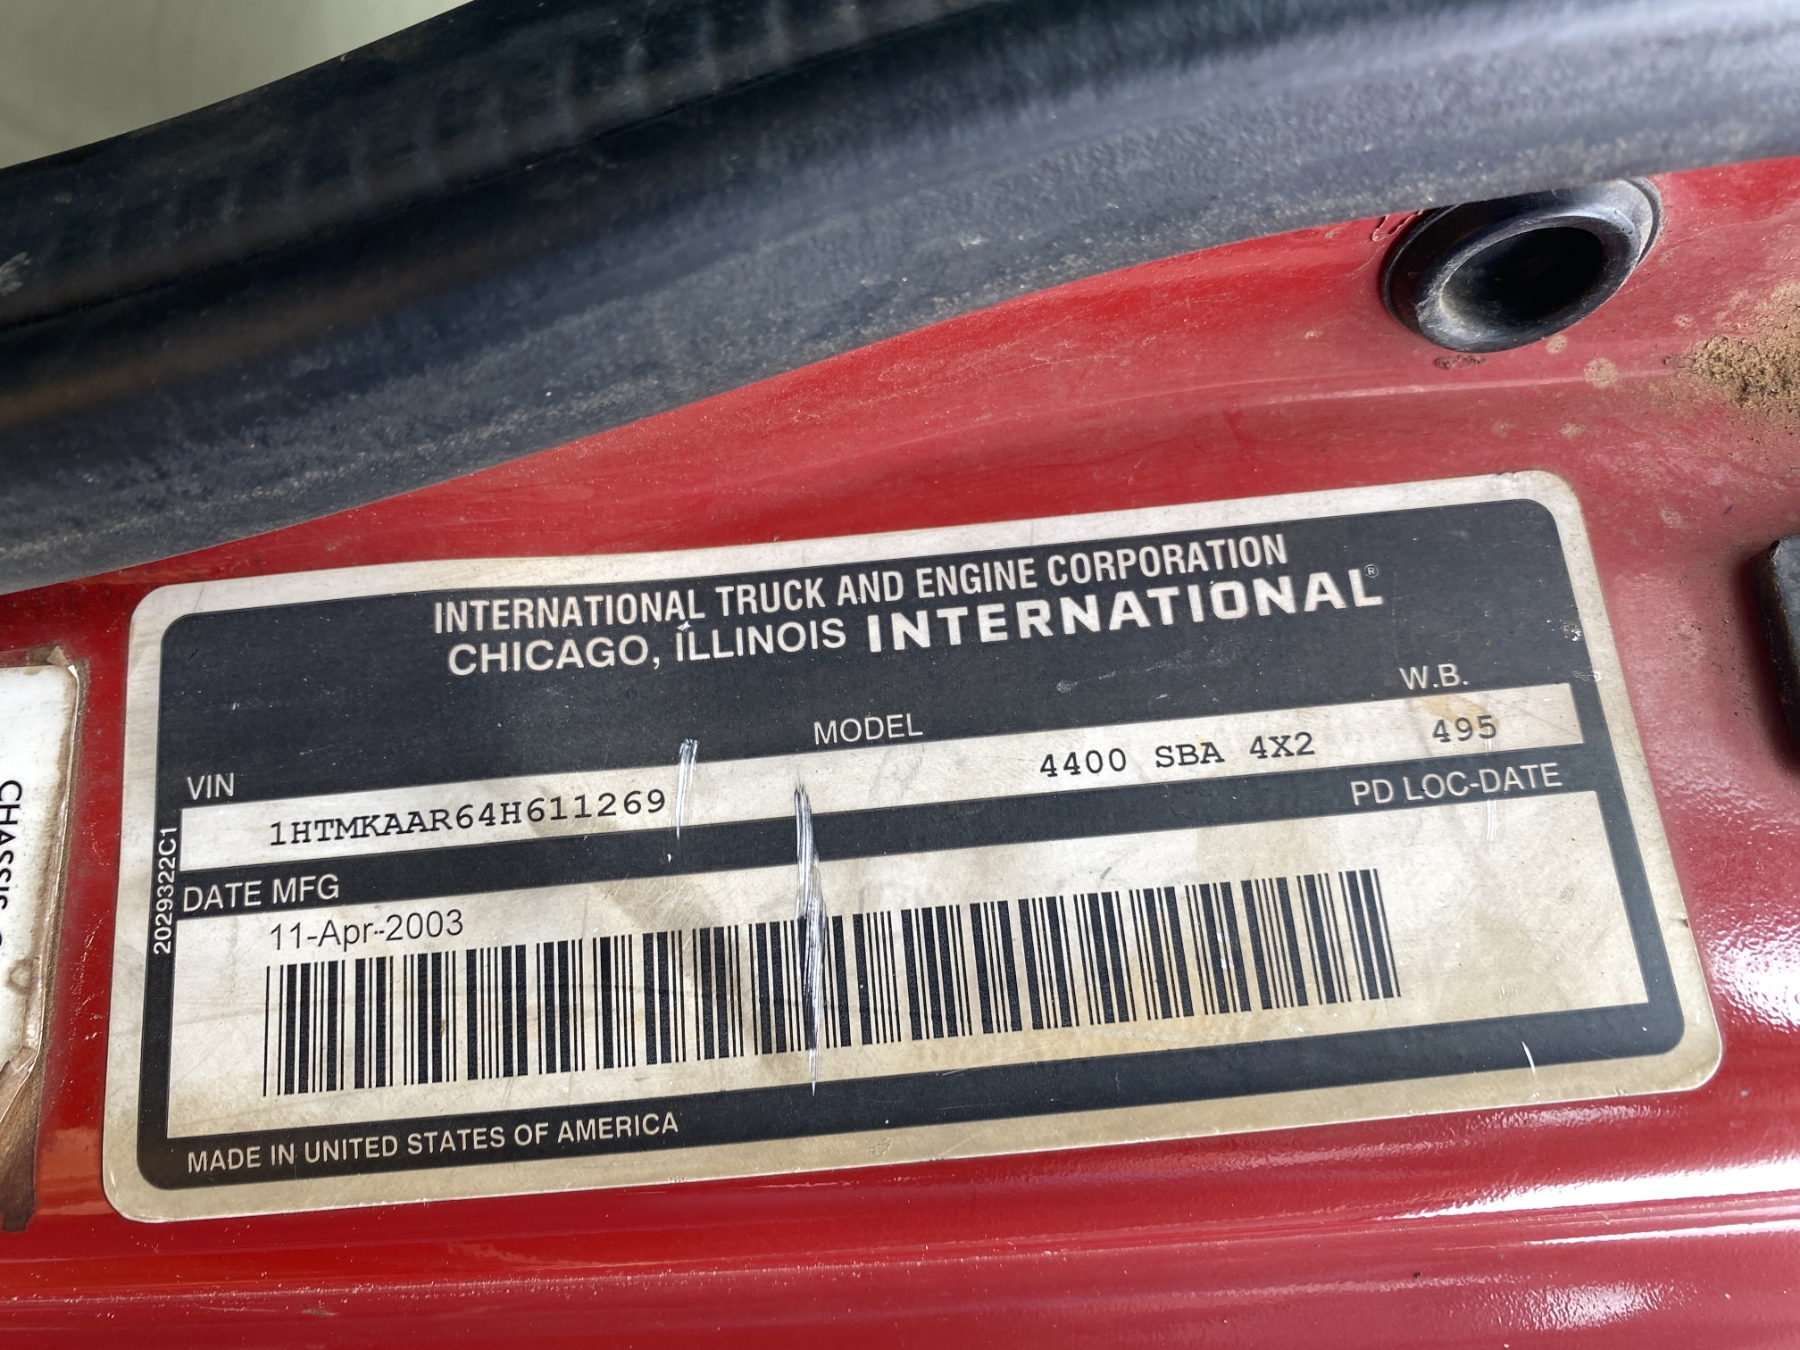 INTERNATIONAL TRUCK AND ENGINE CORPORATION
CHICAGO, ILLINOIS INTERNATIONAL®
VIN MODEL W.B.
1HTMKAAR64H611269 4400 SBA 4X2 495
DATE MFG PD LOC-DATE
11-Apr-2003
2029322C1
MADE IN UNITED STATES OF AMERICA
CHASSIS